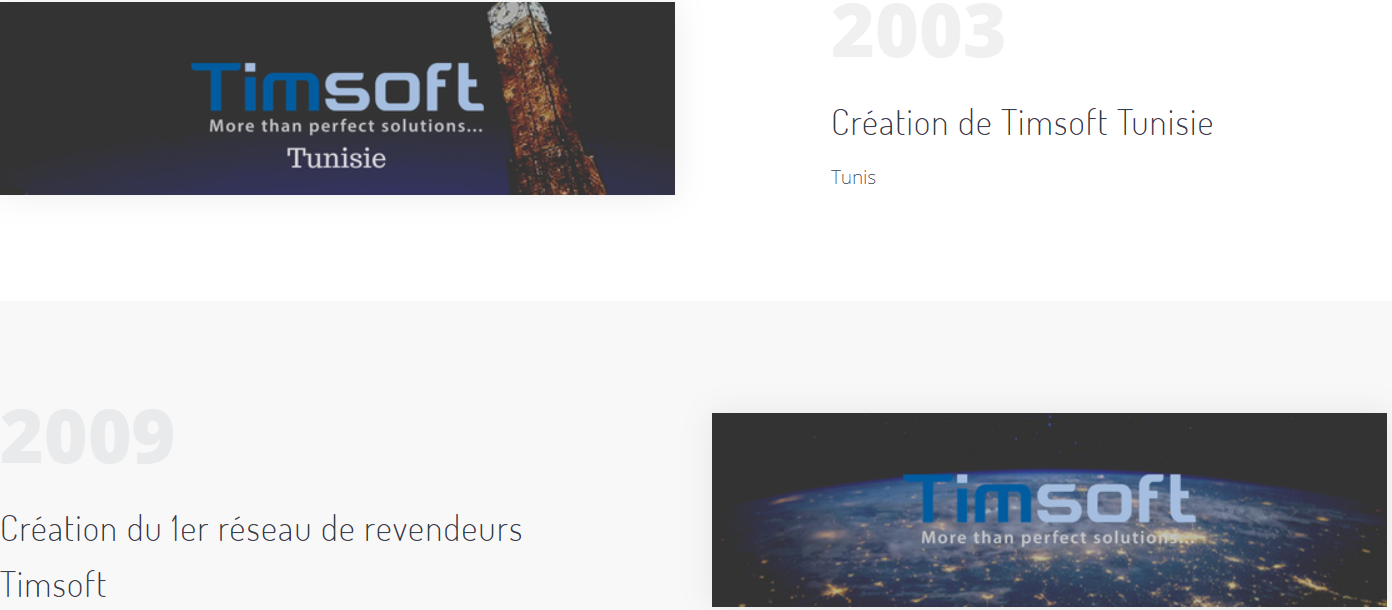 Timsoft
More than perfect solutions...
Tunisie
2003
Création de Timsoft Tunisie
Tunis
2009
Création du 1er réseau de revendeurs
Timsoft
Timsoft
More than perfect solutions...